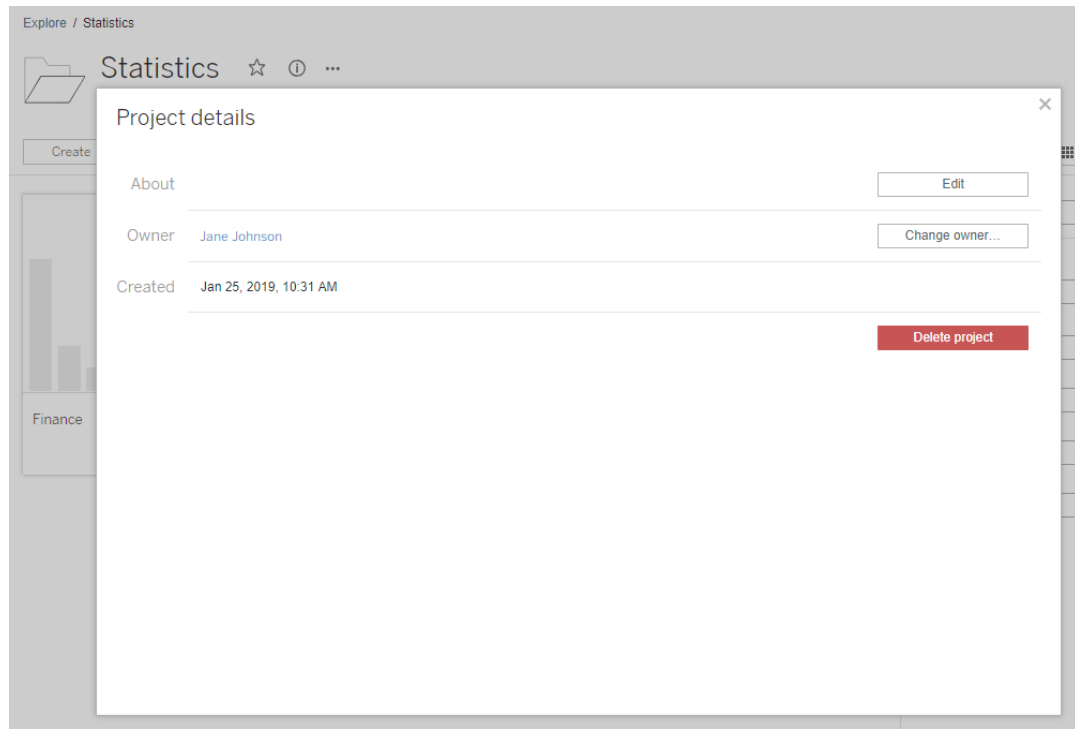 Explore / Statistics
Statistics
Project details
Create
About
Edit
Owner
Jane Johnson
Change owner...
Created
Jan 25, 2019, 10:31 AM
Delete project
Finance